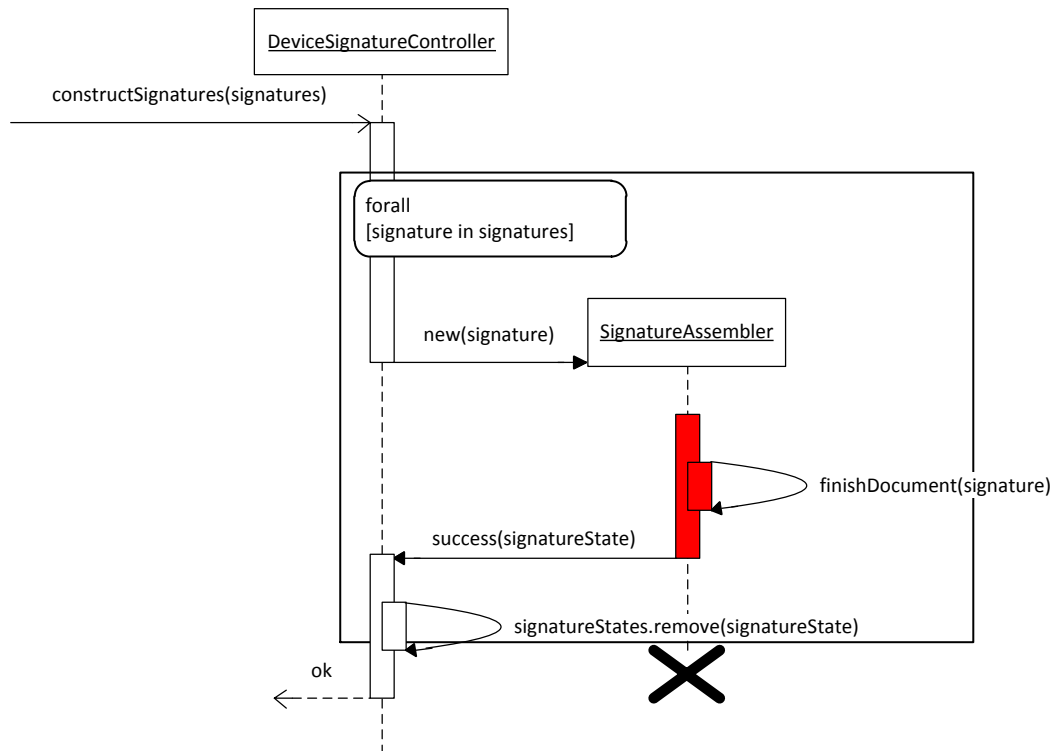 DeviceSignatureController
constructSignatures(signatures)
forall
[signature in signatures]
new(signature)
SignatureAssembler
finishDocument(signature)
success(signatureState)
signatureStates.remove(signatureState)
ok